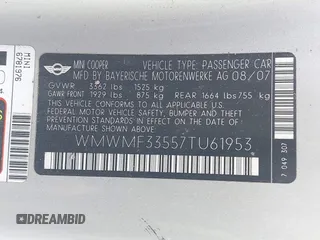 MINI COOPER VEHICLE TYPE: PASSENGER CAR
MFD BY BAYERISCHE MOTORENWERKE AG 08/07
GVWR 3362 lbs 1525 kg
GAWR FRONT 1929 lbs 875 kg REAR 1664 lbs 755 kg
THIS VEHICLE CONFORMS TO ALL APPLICABLE FEDERAL
MOTOR VEHICLE SAFETY, BUMPER AND THEFT PREVENTION
STANDARDS IN EFFECT ON THE DATE OF MANUFACTURE
SHOWN ABOVE.
WMWMF33557TU61953
7 049 307
MINI
6781976
DREAMBID